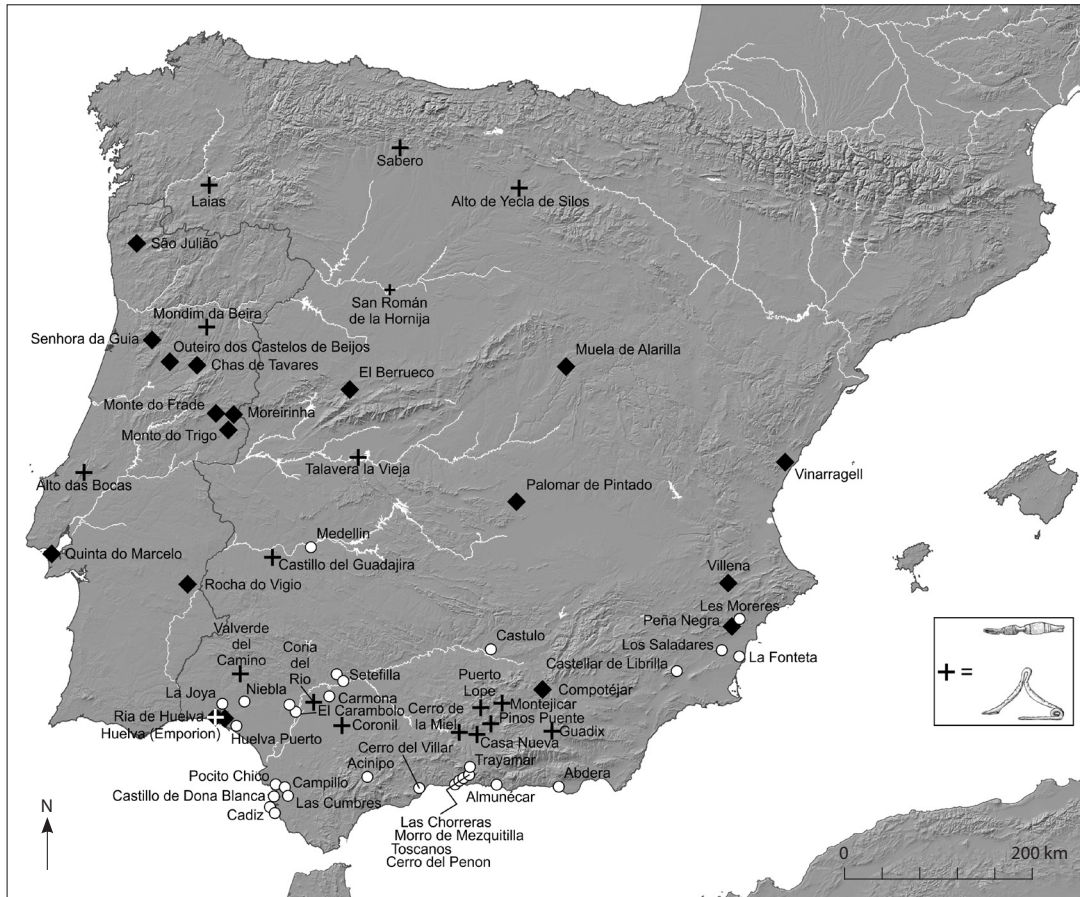 Sabero
Laias
Alto de Yecla de Silos
São Julião
San Román
de la Hornija
Mondim da Beira
Senhora da Guia
Outeiro dos Castelos de Beijos
Chas de Tavares
Muela de Alarilla
El Berrueco
Monte do Frade
Moreirinha
Monto do Trigo
Talavera la Vieja
Vinarragell
Alto das Bocas
Palomar de Pintado
Medellin
Quinta do Marcelo
Castillo del Guadajira
Rocha do Vigio
Villena
Les Moreres
Peña Negra
Valverde
del
Camino
Coria
del
Rio
Castulo
Los Saladares
La Fonteta
Castellar de Librilla
Setefilla
Puerto
Lope
Compotéjar
La Joya
Niebla
Carmona
Montejicar
El Carambolo
Cerro de
la Miel
Ria de Huelva
Coronil
Pinos Puente
Huelva (Emporion)
Huelva Puerto
Guadix
Casa Nueva
Cerro del Villar
Trayamar
Acinipo
Abdera
Pocito Chico
Campillo
Almunécar
Castillo de Dona Blanca
Las Cumbres
Cadiz
Las Chorreras
Morro de Mezquitilla
Toscanos
Cerro del Penon
=
N
0
200 km